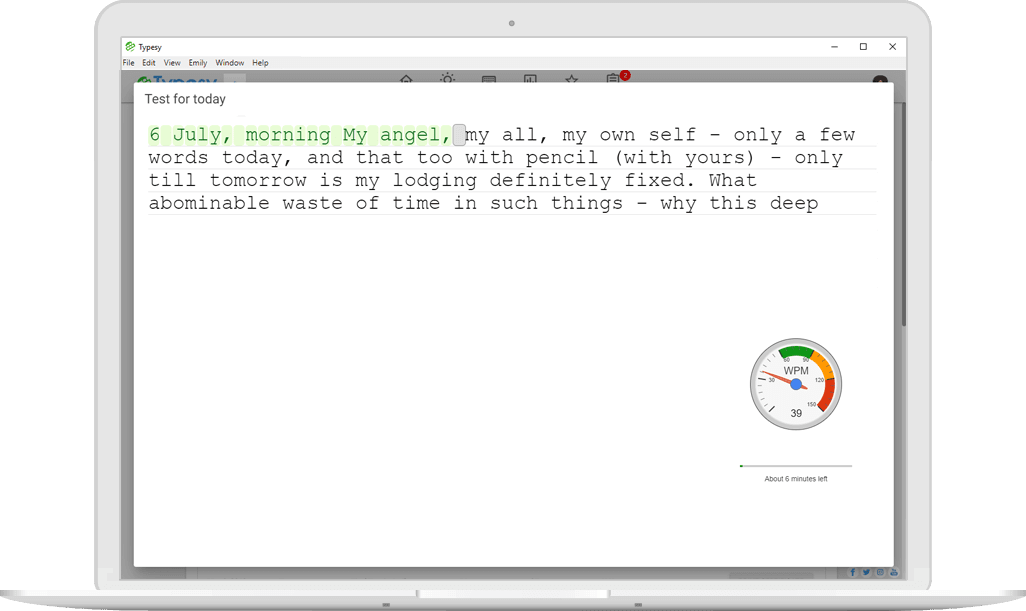 Typesy
File Edit View Emily Window Help
Typesy
2
Test for today
6 July, morning My angel, my all, my own self - only a few
words today, and that too with pencil (with yours) - only
till tomorrow is my lodging definitely fixed. What
abominable waste of time in such things - why this deep
60 90
WPM
30 120
150
39
About 6 minutes left